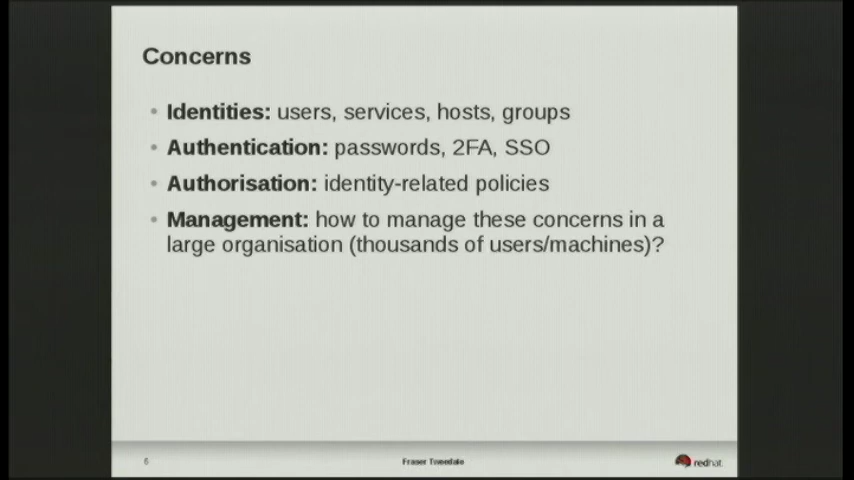 Concerns
• Identities: users, services, hosts, groups
• Authentication: passwords, 2FA, SSO
• Authorisation: identity-related policies
• Management: how to manage these concerns in a
large organisation (thousands of users/machines)?
6
Fraser Tweedale
redhat.